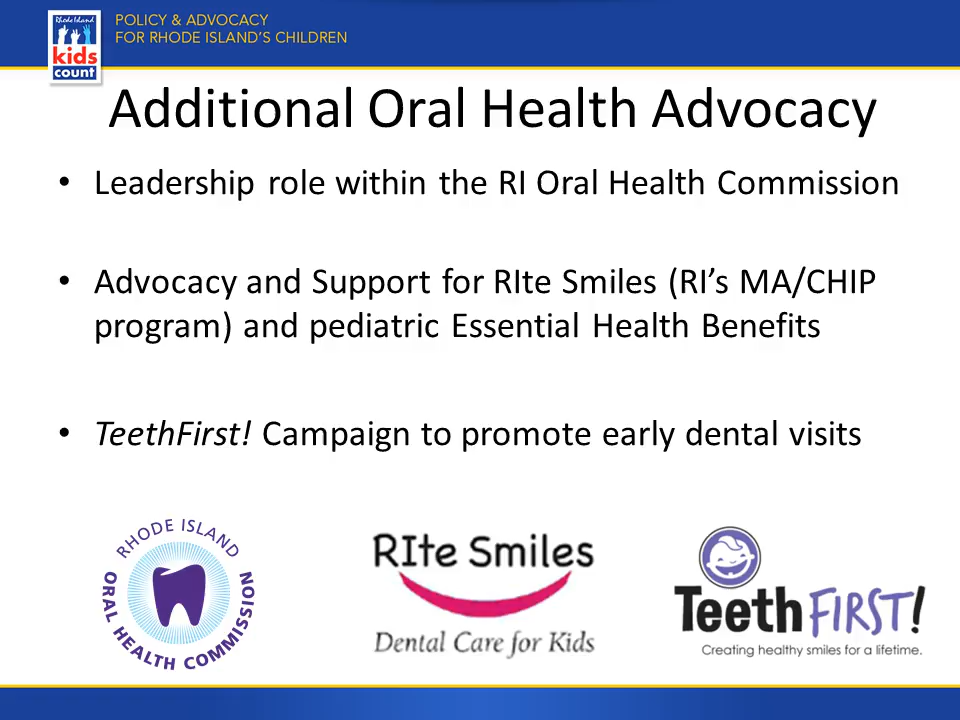 Rhode Island
kids
count
POLICY & ADVOCACY
FOR RHODE ISLAND'S CHILDREN
Additional Oral Health Advocacy
• Leadership role within the RI Oral Health Commission
• Advocacy and Support for RIte Smiles (RI’s MA/CHIP
program) and pediatric Essential Health Benefits
• TeethFirst! Campaign to promote early dental visits
RHODE ISLAND
ORAL HEALTH COMMISSION
RIte Smiles
Dental Care for Kids
TeethFIRST!
Creating healthy smiles for a lifetime.